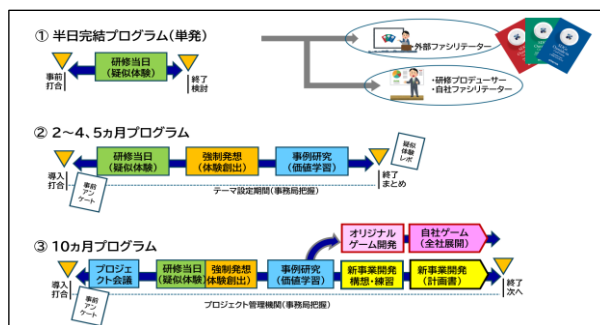 ① 半日完結プログラム(単発)
事前
打合
研修当日
(疑似体験)
終了
検討
外部ファシリテーター
・研修プロデューサー
・自社ファシリテーター
② 2~4、5ヵ月プログラム
導入
打合
事前
アン
ケート
研修当日
(疑似体験)
強制発想
(体験創出)
事例研究
(価値学習)
終了
まとめ
疑似
体験
レポ
テーマ設定期間(事務局把握)
③ 10ヵ月プログラム
導入
打合
事前
アン
ケート
プロジェ
クト会議
研修当日
(疑似体験)
強制発想
(体験創出)
事例研究
(価値学習)
オリジナル
ゲーム開発
自社ゲーム
(全社展開)
新事業開発
構想・練習
新事業開発
(計画書)
終了
次へ
プロジェクト管理機関(事務局把握)